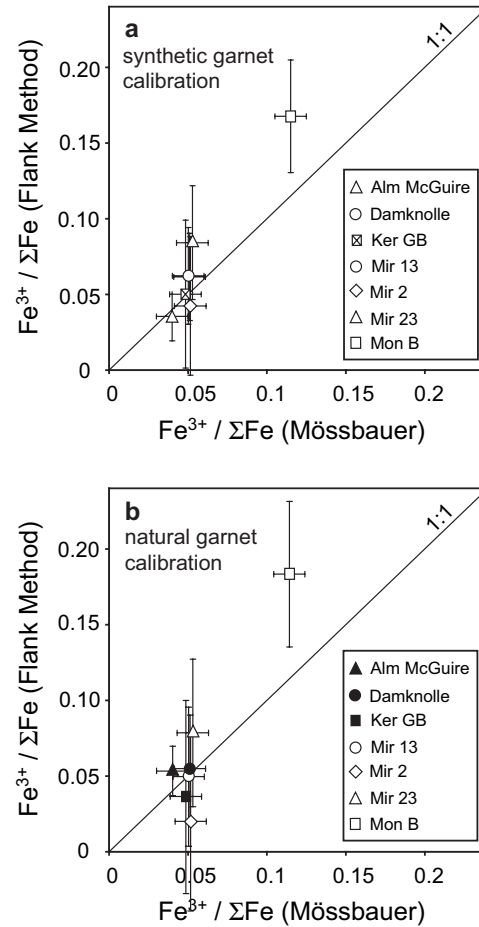 a
synthetic garnet
calibration
1:1
Fe³⁺ / ΣFe (Flank Method)
0.20
0.15
0.10
0.05
0
Alm McGuire
Damknolle
Ker GB
Mir 13
Mir 2
Mir 23
Mon B
0 0.05 0.1 0.15 0.2
Fe³⁺ / ΣFe (Mössbauer)
b
natural garnet
calibration
1:1
Fe³⁺ / ΣFe (Flank Method)
0.20
0.15
0.10
0.05
0
Alm McGuire
Damknolle
Ker GB
Mir 13
Mir 2
Mir 23
Mon B
0 0.05 0.1 0.15 0.2
Fe³⁺ / ΣFe (Mössbauer)